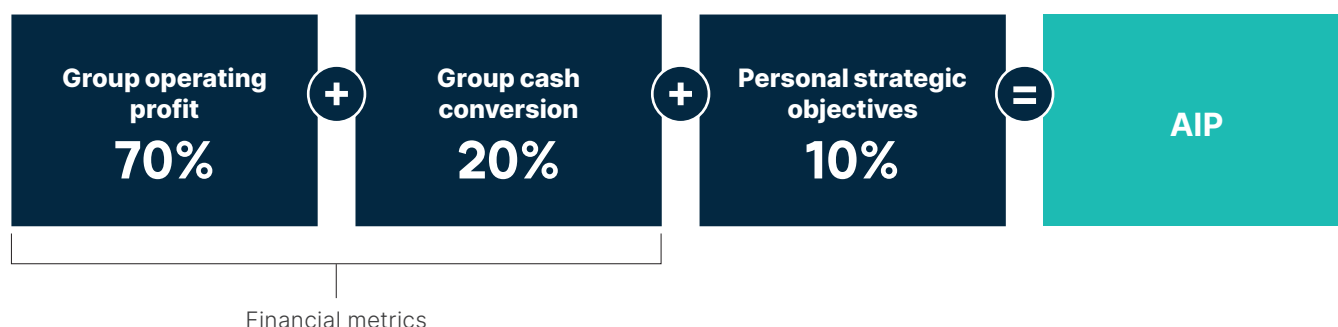 Group operating
profit
70%
+
Group cash
conversion
20%
+
Personal strategic
objectives
10%
=
AIP
Financial metrics